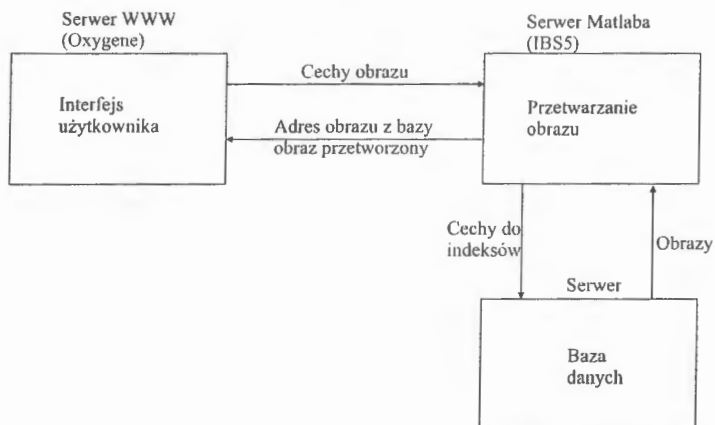 Serwer WWW
(Oxygene)
Serwer Matlaba
(IBS5)
Interfejs
użytkownika
Cechy obrazu
Adres obrazu z bazy
obraz przetworzony
Przetwarzanie
obrazu
Cechy do
indeksów
Obrazy
Serwer
Baza
danych